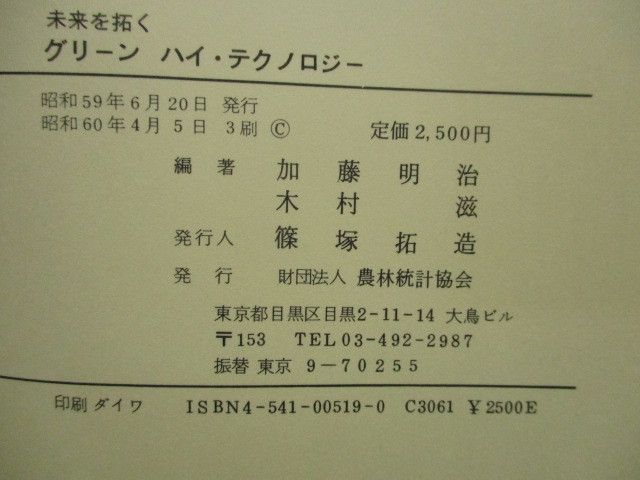 未来を拓く
グリーン ハイ・テクノロジー
昭和59年6月20日 発行
昭和60年4月 5日 3刷 Ⓒ 定価 2,500円
編 著 加 藤 明 治
木 村 滋
発行人 篠 塚 拓 造
発 行 財団法人 農林統計協会
東京都目黒区目黒2-11-14 大鳥ビル
〒153 TEL 03-492-2987
振替 東京 9-70255
印刷 ダイワ ISBN4-541-00519-0 C3061 ¥2500E